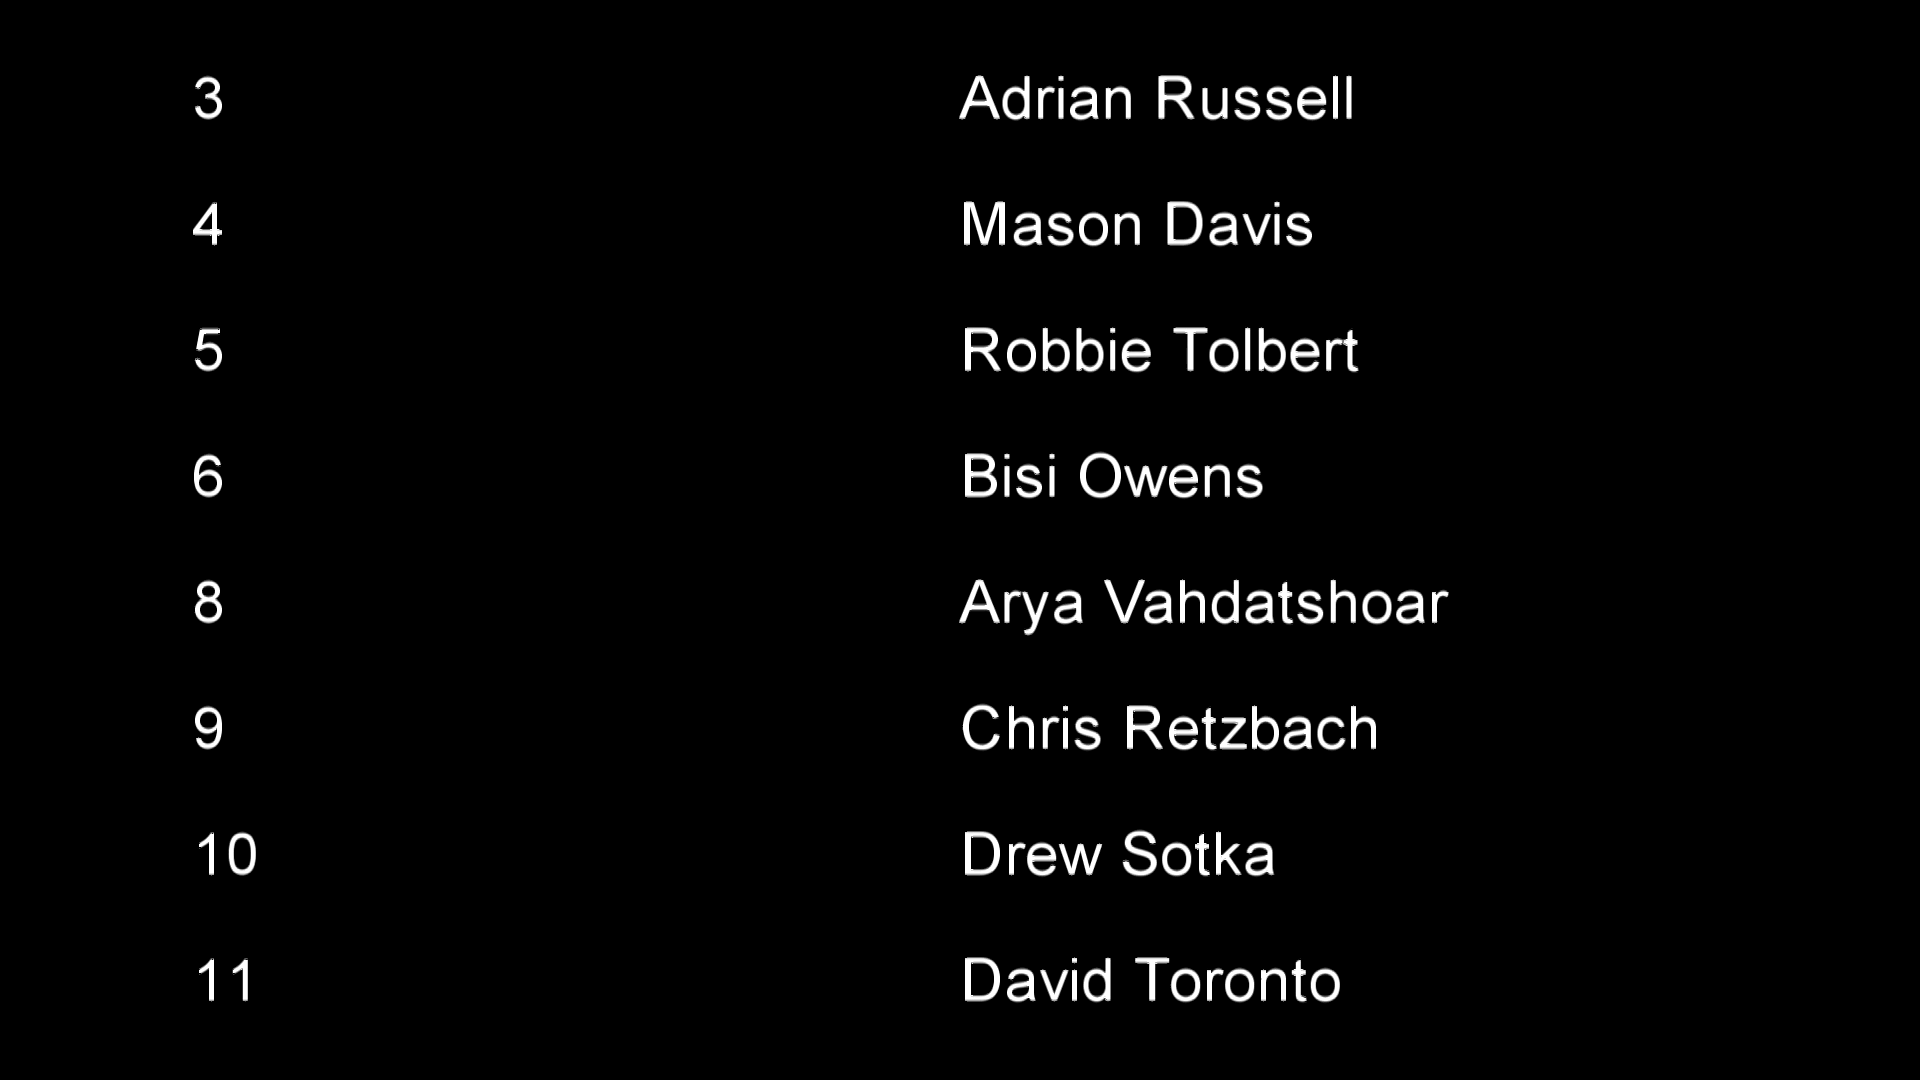 3 Adrian Russell
4 Mason Davis
5 Robbie Tolbert
6 Bisi Owens
8 Arya Vahdatshoar
9 Chris Retzbach
10 Drew Sotka
11 David Toronto